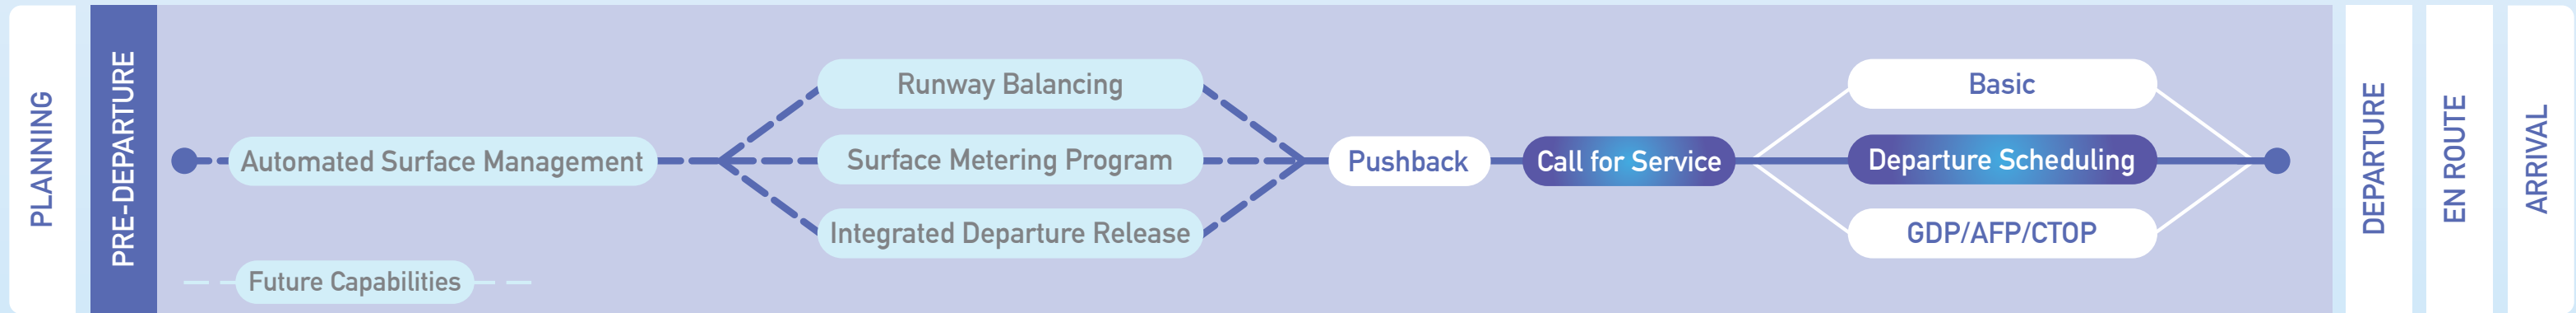 PLANNING
PRE-DEPARTURE
Automated Surface Management
Runway Balancing
Surface Metering Program
Integrated Departure Release
Pushback
Call for Service
Basic
Departure Scheduling
GDP/AFP/CTOP
Future Capabilities
DEPARTURE
EN ROUTE
ARRIVAL